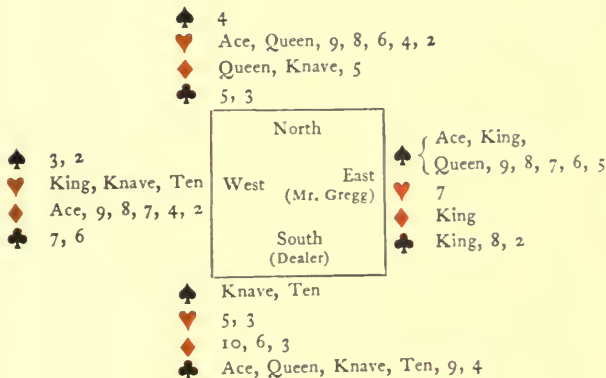 ♠ 4
♥ Ace, Queen, 9, 8, 6, 4, 2
♦ Queen, Knave, 5
♣ 5, 3
North
♠ 3, 2
♥ King, Knave, Ten
♦ Ace, 9, 8, 7, 4, 2
♣ 7, 6
West
East
(Mr. Gregg)
♠ { Ace, King,
Queen, 9, 8, 7, 6, 5
♥ 7
♦ King
♣ King, 8, 2
South
(Dealer)
♠ Knave, Ten
♥ 5, 3
♦ 10, 6, 3
♣ Ace, Queen, Knave, Ten, 9, 4